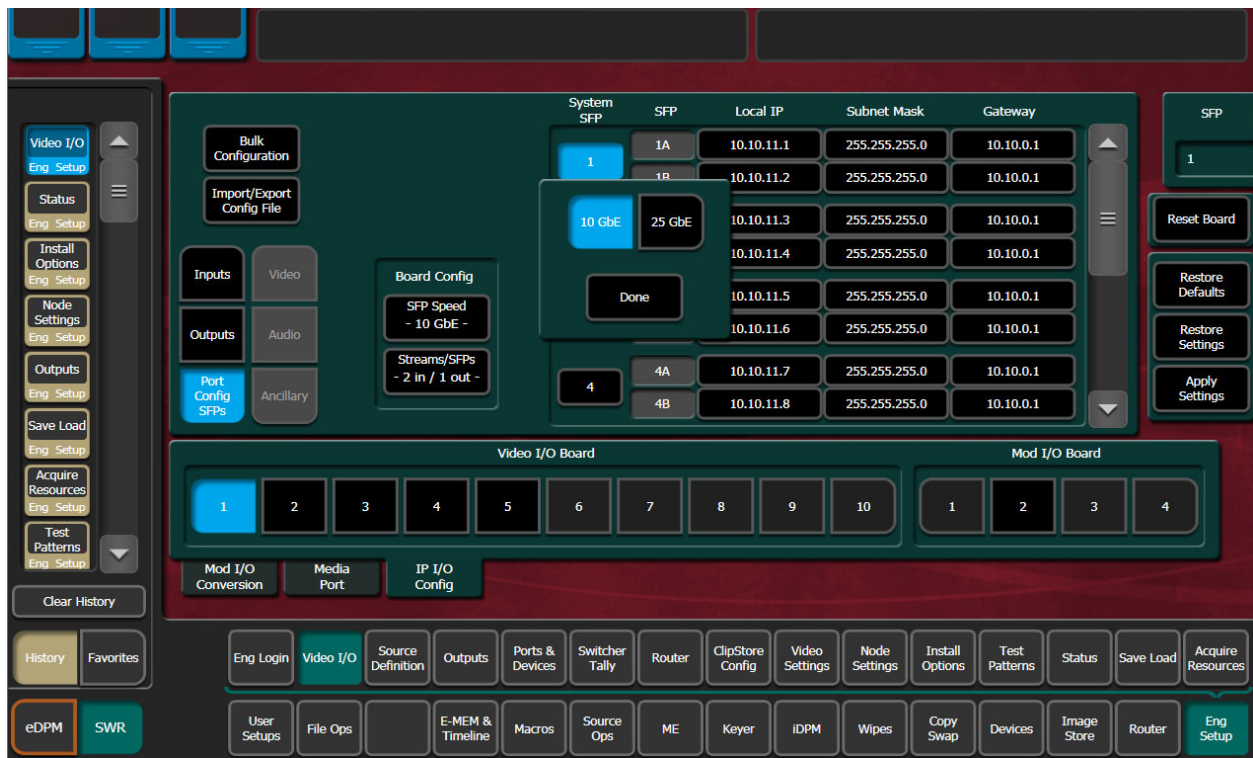 System
SFP
SFP
Local IP
Subnet Mask
Gateway
SFP
1
Video I/O
Eng Setup
Status
Eng Setup
Install
Options
Eng Setup
Node
Settings
Eng Setup
Outputs
Eng Setup
Save Load
Eng Setup
Acquire
Resources
Eng Setup
Test
Patterns
Eng Setup
Clear History
History
Favorites
eDPM
SWR
Bulk
Configuration
Import/Export
Config File
Inputs
Video
Outputs
Audio
Port
Config
SFPs
Ancillary
Board Config
SFP Speed
- 10 GbE -
Streams/SFPs
- 2 in / 1 out -
1
1A
10.10.11.1
255.255.255.0
10.10.0.1
1B
10.10.11.2
255.255.255.0
10.10.0.1
10 GbE
25 GbE
Done
10.10.11.3
255.255.255.0
10.10.0.1
10.10.11.4
255.255.255.0
10.10.0.1
10.10.11.5
255.255.255.0
10.10.0.1
10.10.11.6
255.255.255.0
10.10.0.1
4
4A
10.10.11.7
255.255.255.0
10.10.0.1
4B
10.10.11.8
255.255.255.0
10.10.0.1
Reset Board
Restore
Defaults
Restore
Settings
Apply
Settings
Video I/O Board
1
2
3
4
5
6
7
8
9
10
Mod I/O Board
1
2
3
4
Mod I/O
Conversion
Media
Port
IP I/O
Config
Eng Login
Video I/O
Source
Definition
Outputs
Ports &
Devices
Switcher
Tally
Router
ClipStore
Config
Video
Settings
Node
Settings
Install
Options
Test
Patterns
Status
Save Load
Acquire
Resources
User
Setups
File Ops
E-MEM &
Timeline
Macros
Source
Ops
ME
Keyer
iDPM
Wipes
Copy
Swap
Devices
Image
Store
Router
Eng
Setup